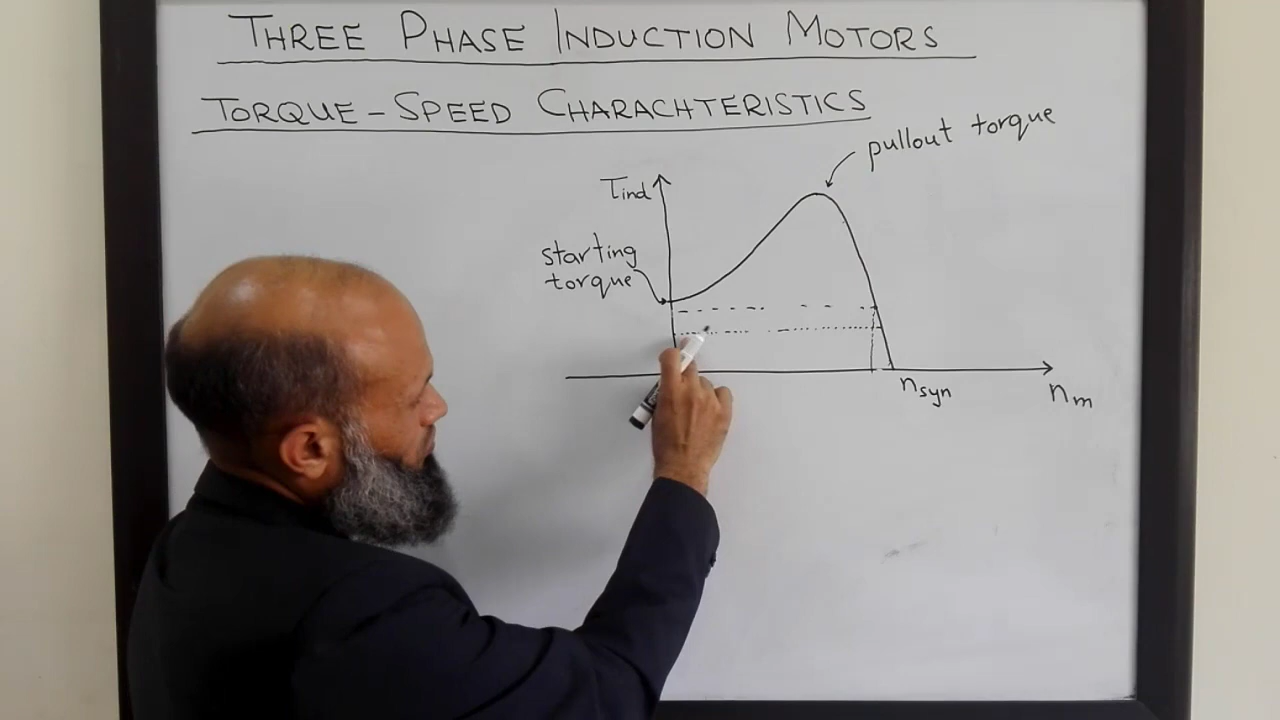 THREE PHASE INDUCTION MOTORS
TORQUE-SPEED CHARACHTERISTICS
pullout torque
Tind
starting
torque
nsyn
nm